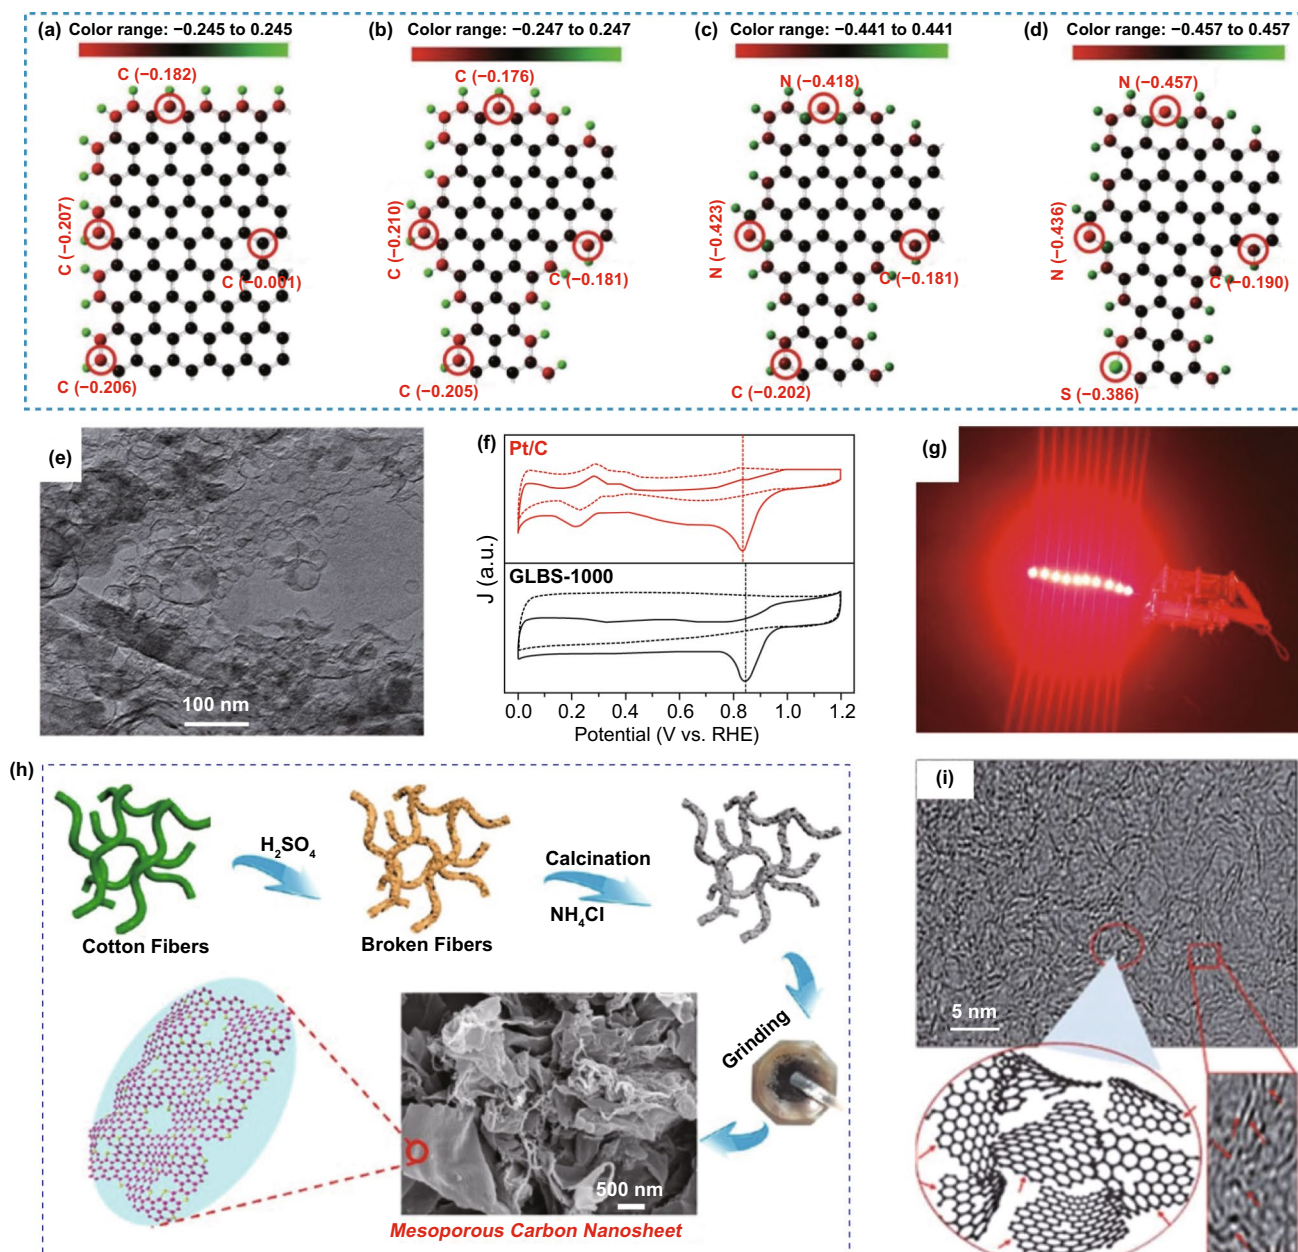 (a) Color range: −0.245 to 0.245
C (−0.182)
C (−0.207)
C (−0.001)
C (−0.206)
(b) Color range: −0.247 to 0.247
C (−0.176)
C (−0.210)
C (−0.181)
C (−0.205)
(c) Color range: −0.441 to 0.441
N (−0.418)
N (−0.423)
C (−0.181)
C (−0.202)
(d) Color range: −0.457 to 0.457
N (−0.457)
N (−0.436)
C (−0.190)
S (−0.386)
(e)
100 nm
(f)
Pt/C
GLBS-1000
J (a.u.)
0.0 0.2 0.4 0.6 0.8 1.0 1.2
Potential (V vs. RHE)
(g)
(h)
H2SO4
Calcination
NH4Cl
Cotton Fibers
Broken Fibers
Grinding
500 nm
Mesoporous Carbon Nanosheet
(i)
5 nm